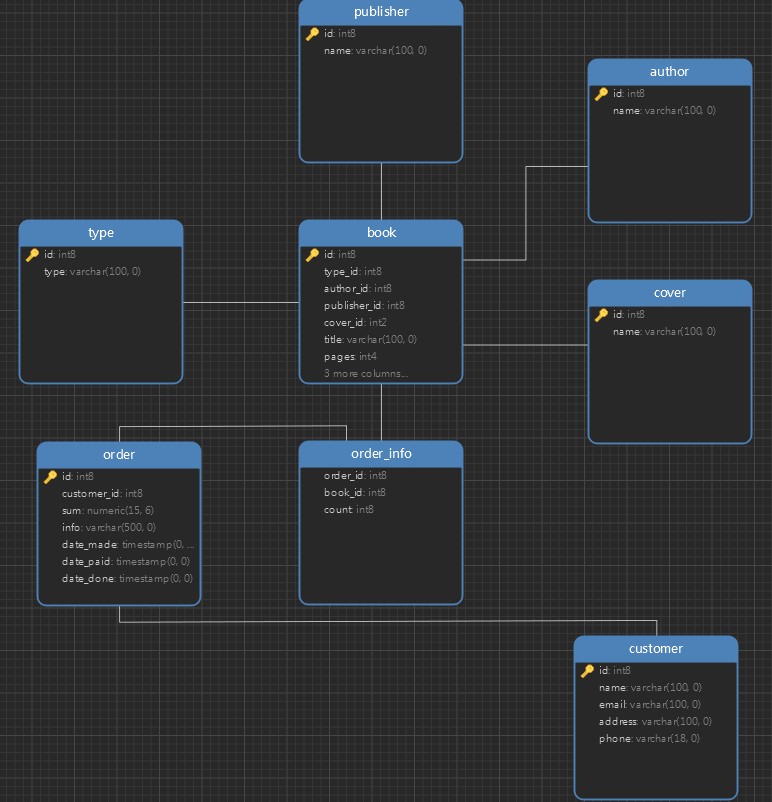 publisher
id: int8
name: varchar(100, 0)
author
id: int8
name: varchar(100, 0)
type
id: int8
type: varchar(100, 0)
book
id: int8
type_id: int8
author_id: int8
publisher_id: int8
cover_id: int2
title: varchar(100, 0)
pages: int4
3 more columns...
cover
id: int8
name: varchar(100, 0)
order
id: int8
customer_id: int8
sum: numeric(15, 6)
info: varchar(500, 0)
date_made: timestamp(0, ...
date_paid: timestamp(0, 0)
date_done: timestamp(0, 0)
order_info
order_id: int8
book_id: int8
count: int8
customer
id: int8
name: varchar(100, 0)
email: varchar(100, 0)
address: varchar(100, 0)
phone: varchar(18, 0)